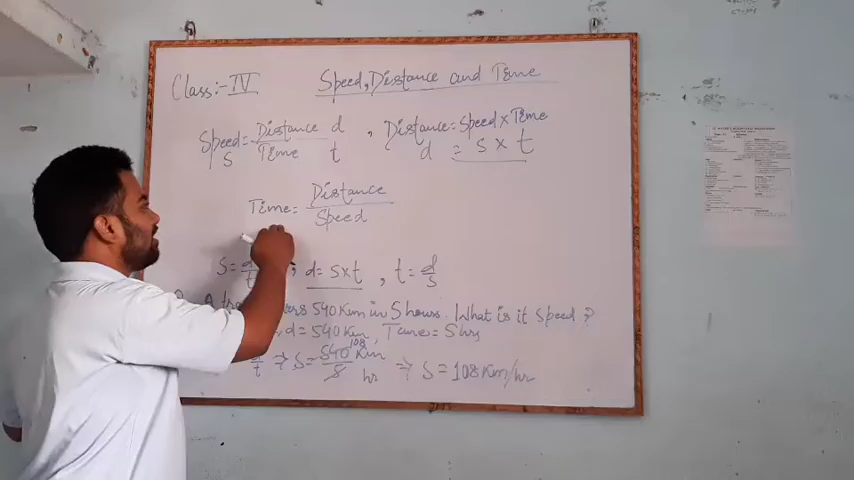 Class:- IV Speed, Distance and Time
Speed = Distance d , Distance = Speed x Time
S Time t d = s x t
Time = Distance
Speed
S = d = s x t , t = d
s
540 Km in 5 hours. What is it Speed ?
d = 540 Km , Time = 5 hrs
t ⇒ S = 540 108 Km ⇒ S = 108 Km/hr
5 hr